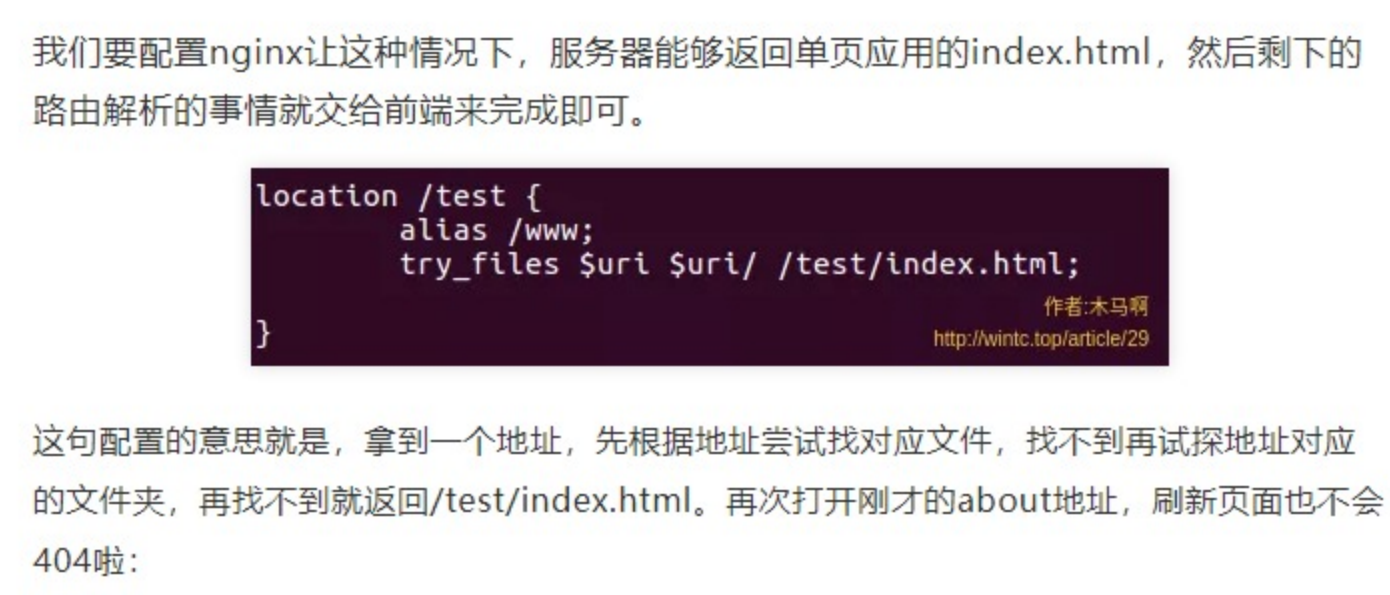 我们要配置nginx让这种情况下，服务器能够返回单页应用的index.html，然后剩下的
路由解析的事情就交给前端来完成即可。
location /test {
        alias /www;
        try_files $uri $uri/ /test/index.html;
作者:木马啊
}
http://wintc.top/article/29
这句配置的意思就是，拿到一个地址，先根据地址尝试找对应文件，找不到再试探地址对应
的文件夹，再找不到就返回/test/index.html。再次打开刚才的about地址，刷新页面也不会
404啦：